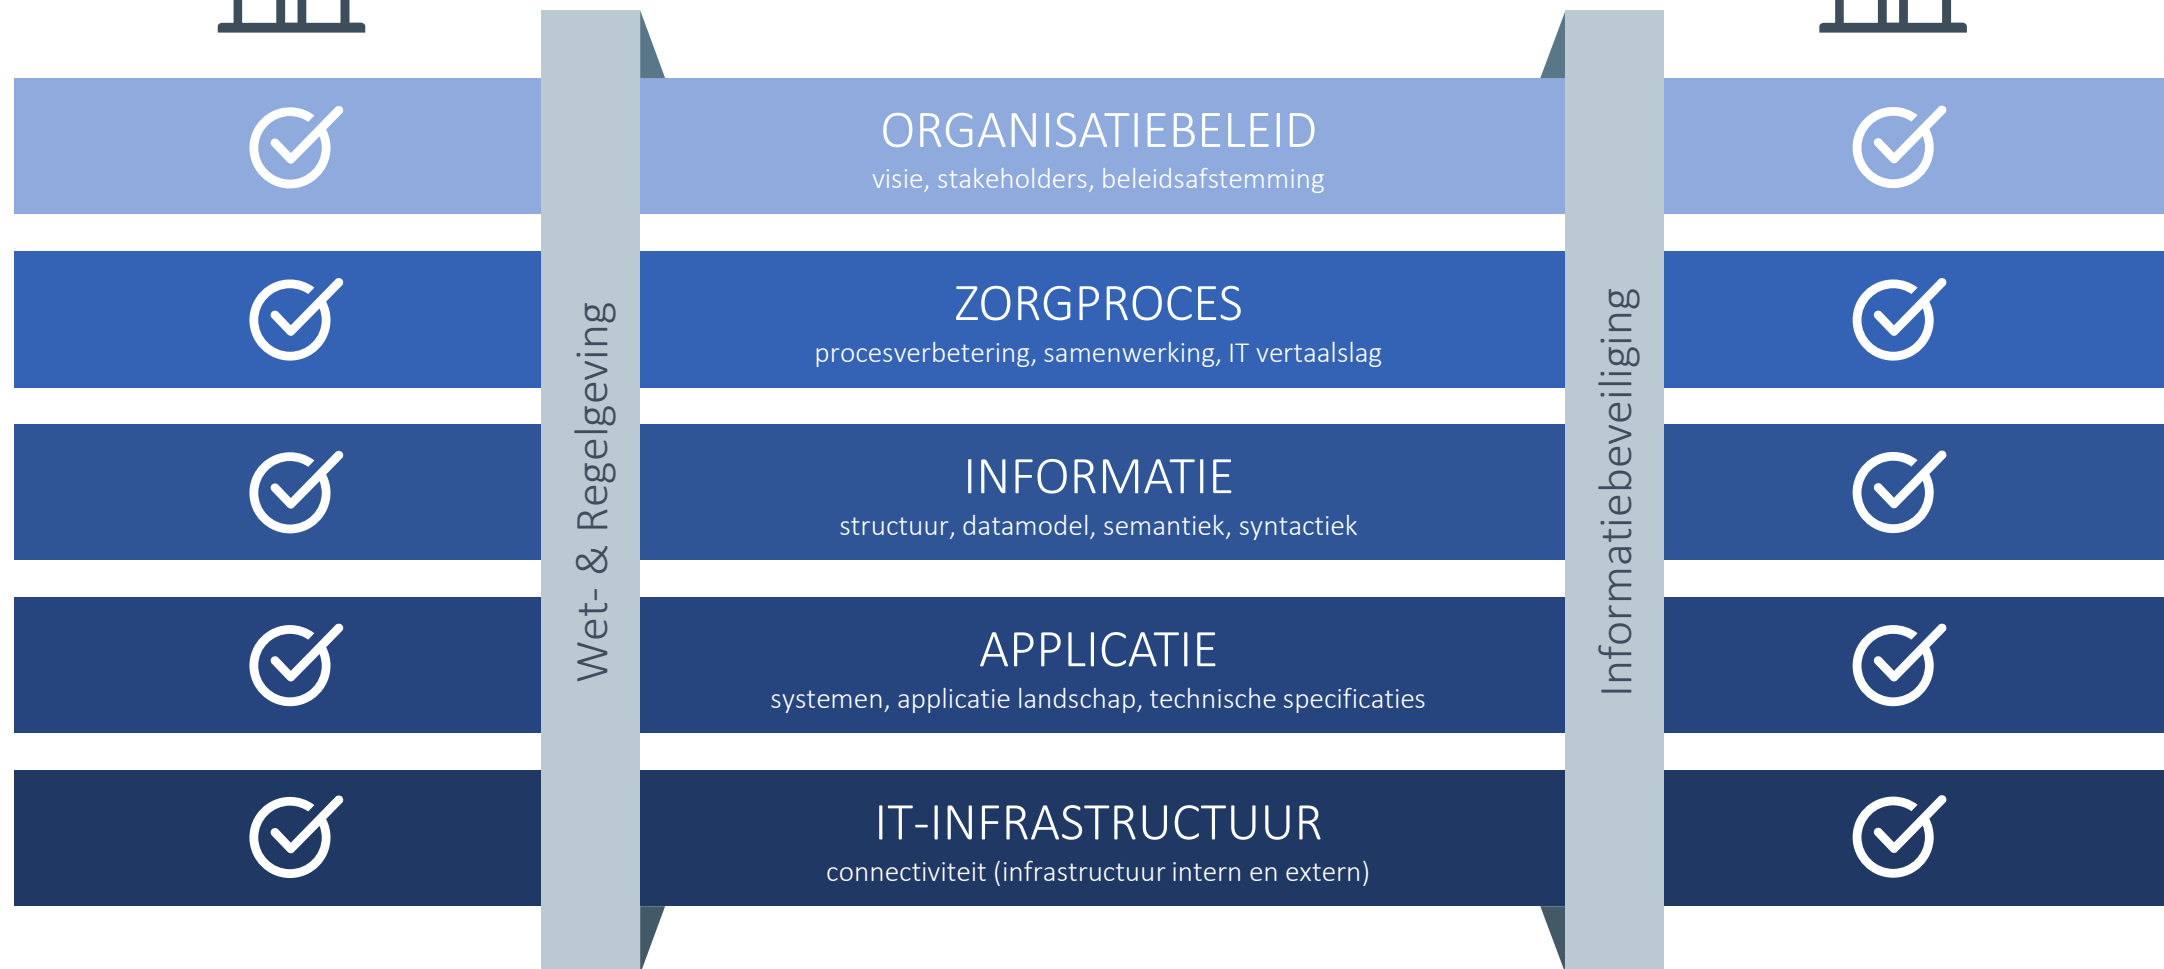 ORGANISATIEBELEID
visie, stakeholders, beleidsafstemming
ZORGPROCES
procesverbetering, samenwerking, IT vertaalslag
INFORMATIE
structuur, datamodel, semantiek, syntactiek
APPLICATIE
systemen, applicatie landschap, technische specificaties
IT-INFRASTRUCTUUR
connectiviteit (infrastructuur intern en extern)
Wet- & Regelgeving
Informatiebeveiliging